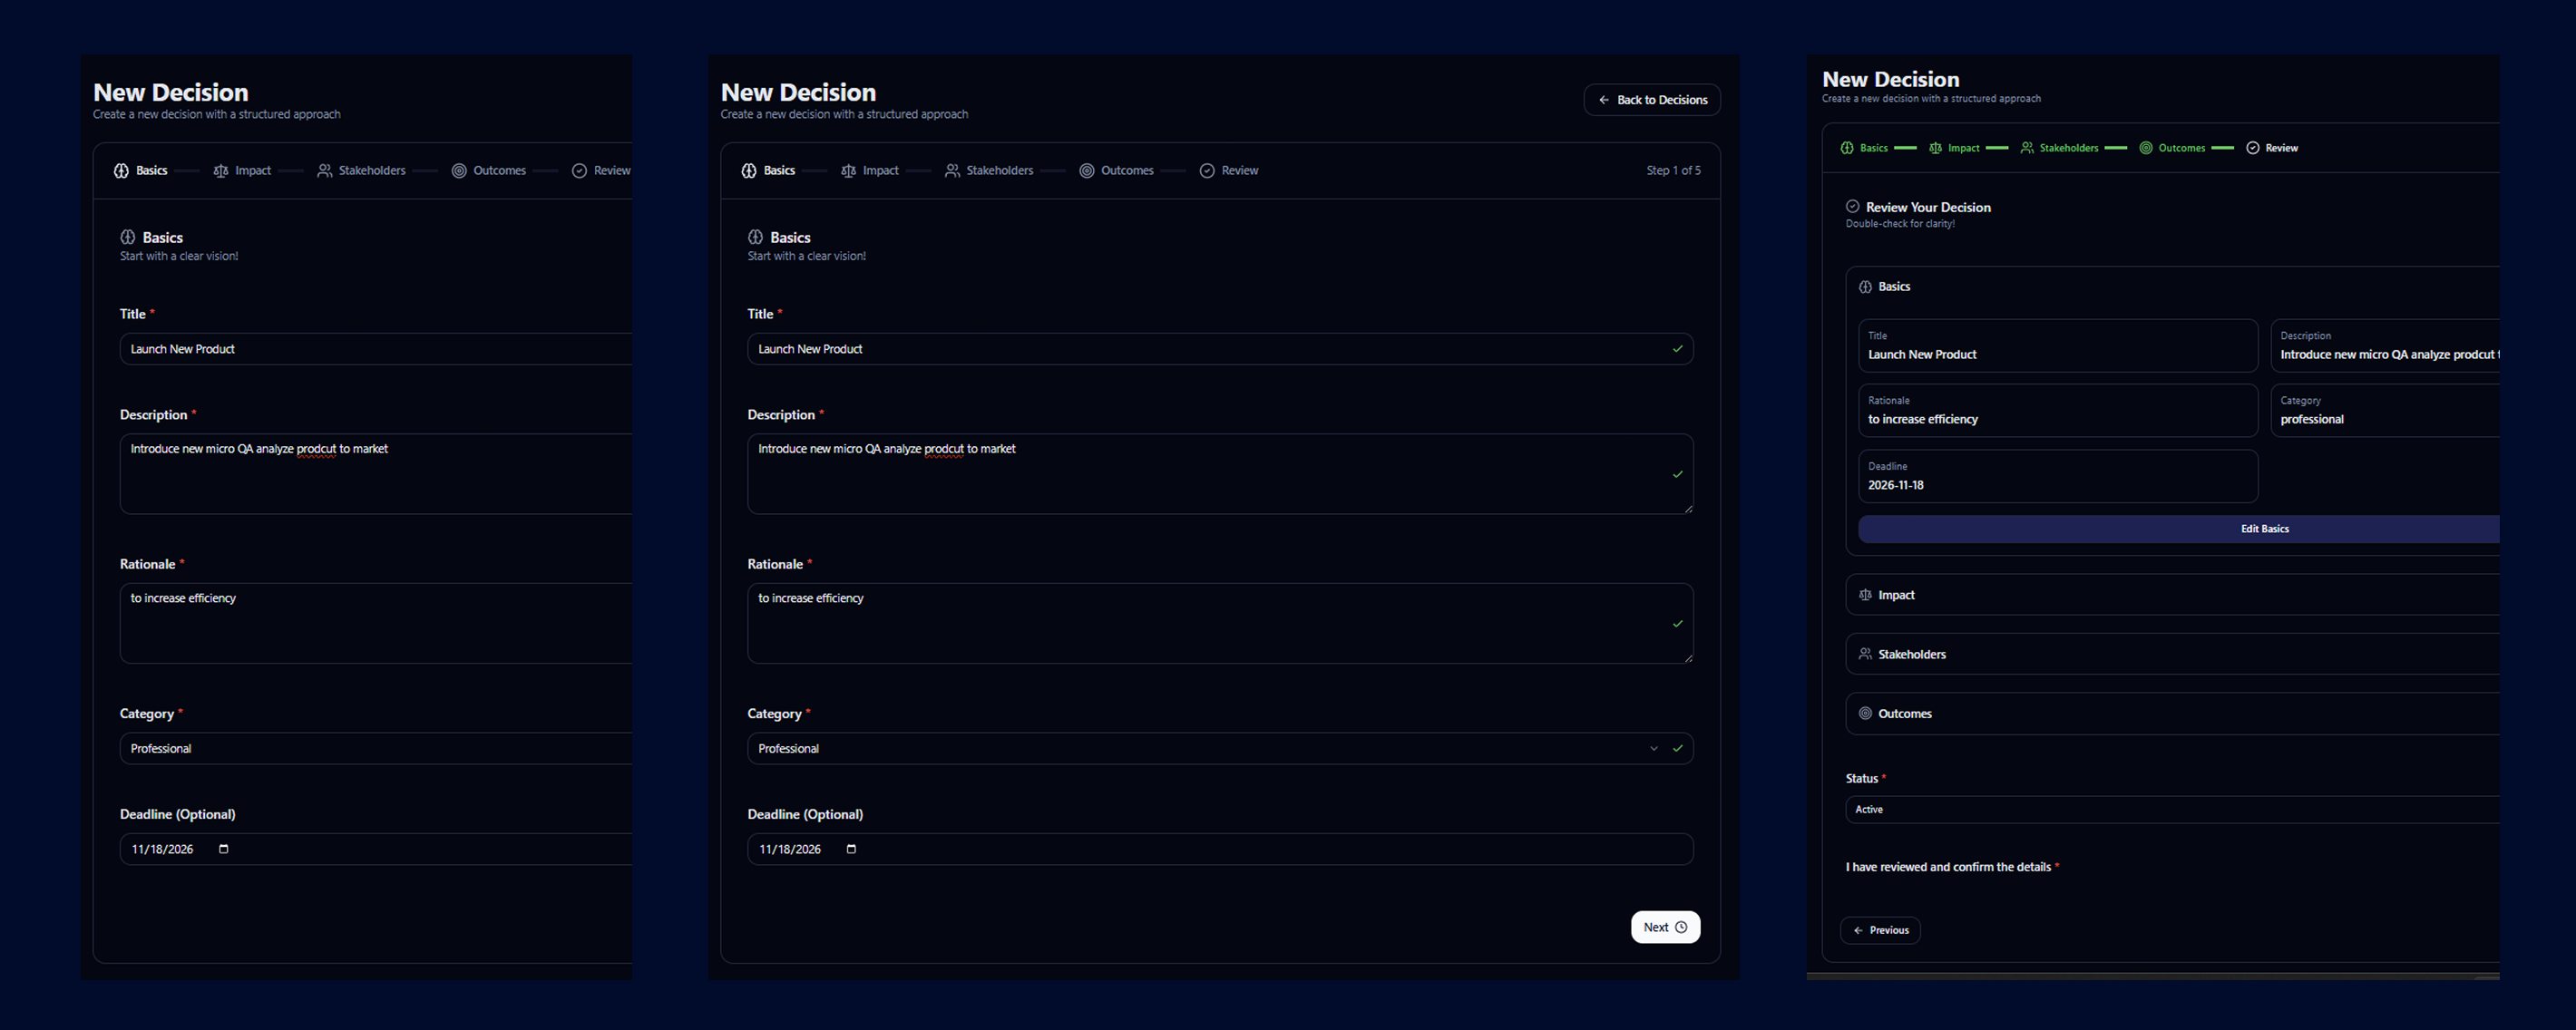 New Decision
Create a new decision with a structured approach
Basics Impact Stakeholders Outcomes Review
Basics
Start with a clear vision!
Title *
Launch New Product
Description *
Introduce new micro QA analyze prodcut to market
Rationale *
to increase efficiency
Category *
Professional
Deadline (Optional)
11/18/2026
New Decision
Create a new decision with a structured approach
Back to Decisions
Basics Impact Stakeholders Outcomes Review Step 1 of 5
Basics
Start with a clear vision!
Title *
Launch New Product
Description *
Introduce new micro QA analyze prodcut to market
Rationale *
to increase efficiency
Category *
Professional
Deadline (Optional)
11/18/2026
Next
New Decision
Create a new decision with a structured approach
Basics Impact Stakeholders Outcomes Review
Review Your Decision
Double-check for clarity!
Basics
Title
Launch New Product
Description
Introduce new micro QA analyze prodcut t
Rationale
to increase efficiency
Category
professional
Deadline
2026-11-18
Edit Basics
Impact
Stakeholders
Outcomes
Status *
Active
I have reviewed and confirm the details *
Previous